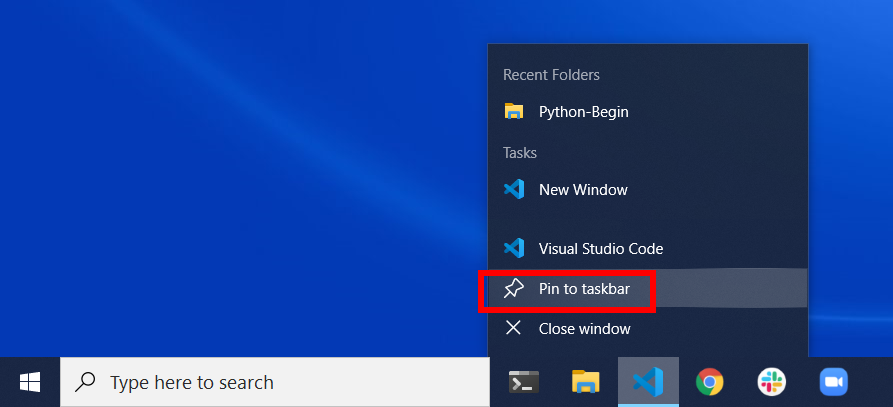 Recent Folders
Python-Begin
Tasks
New Window
Visual Studio Code
Pin to taskbar
Close window
Type here to search